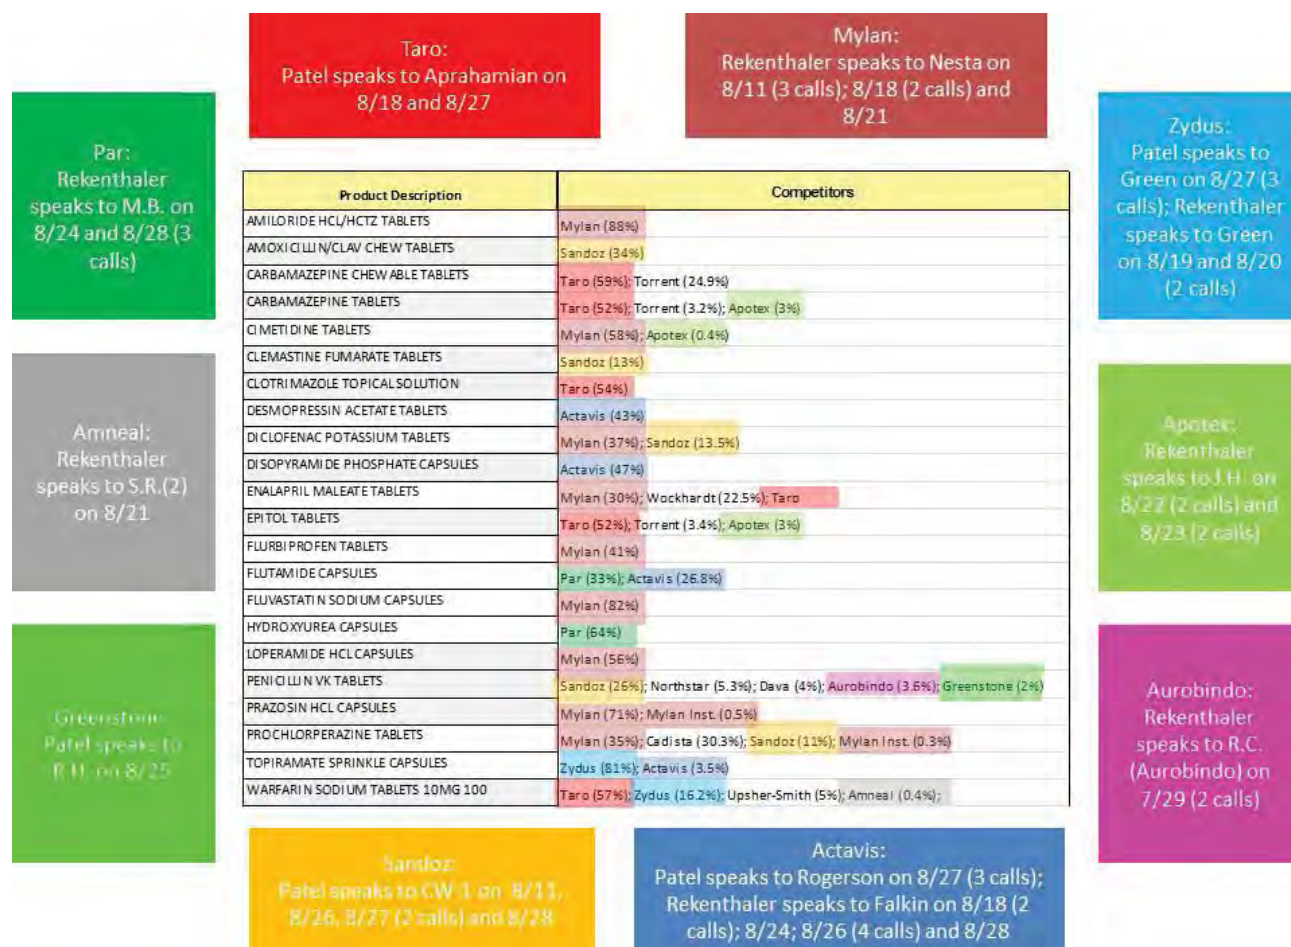 Taro:
Patel speaks to Aprahamian on
8/18 and 8/27
Mylan:
Rekenthaler speaks to Nesta on
8/11 (3 calls); 8/18 (2 calls) and
8/21
Par:
Rekenthaler
speaks to M.B. on
8/24 and 8/28 (3
calls)
Zydus:
Patel speaks to
Green on 8/27 (3
calls); Rekenthaler
speaks to Green
on 8/19 and 8/20
(2 calls)
Amneal:
Rekenthaler
speaks to S.R.(2)
on 8/21
Apotex:
Rekenthaler
speaks to J.H. on
8/22 (2 calls) and
8/23 (2 calls)
Greenstone:
Patel speaks to
R.H. on 8/25
Aurobindo:
Rekenthaler
speaks to R.C.
(Aurobindo) on
7/29 (2 calls)
Product Description Competitors
AMILORIDE HCL/HCTZ TABLETS Mylan (88%)
AMOXICILLIN/CLAV CHEW TABLETS Sandoz (34%)
CARBAMAZEPINE CHEWABLE TABLETS Taro (59%); Torrent (24.9%)
CARBAMAZEPINE TABLETS Taro (52%); Torrent (3.2%); Apotex (3%)
CIMETIDINE TABLETS Mylan (58%); Apotex (0.4%)
CLEMASTINE FUMARATE TABLETS Sandoz (13%)
CLOTRIMAZOLE TOPICAL SOLUTION Taro (54%)
DESMOPRESSIN ACETATE TABLETS Actavis (43%)
DICLOFENAC POTASSIUM TABLETS Mylan (37%); Sandoz (13.5%)
DISOPYRAMIDE PHOSPHATE CAPSULES Actavis (47%)
ENALAPRIL MALEATE TABLETS Mylan (30%); Wockhardt (22.5%); Taro
EPITOL TABLETS Taro (52%); Torrent (3.4%); Apotex (3%)
FLURBIPROFEN TABLETS Mylan (41%)
FLUTAMIDE CAPSULES Par (33%); Actavis (26.8%)
FLUVASTATIN SODIUM CAPSULES Mylan (82%)
HYDROXYUREA CAPSULES Par (64%)
LOPERAMIDE HCL CAPSULES Mylan (56%)
PENICILLIN VK TABLETS Sandoz (26%); Northstar (5.3%); Dava (4%); Aurobindo (3.6%); Greenstone (2%)
PRAZOSIN HCL CAPSULES Mylan (71%); Mylan Inst. (0.5%)
PROCHLORPERAZINE TABLETS Mylan (35%); Cadista (30.3%); Sandoz (11%); Mylan Inst. (0.3%)
TOPIRAMATE SPRINKLE CAPSULES Zydus (81%); Actavis (3.5%)
WARFARIN SODIUM TABLETS 10MG 100 Taro (57%); Zydus (16.2%); Upsher-Smith (5%); Amneal (0.4%);
Sandoz:
Patel speaks to CW-1 on 8/11,
8/26, 8/27 (2 calls) and 8/28
Actavis:
Patel speaks to Rogerson on 8/27 (3 calls);
Rekenthaler speaks to Falkin on 8/18 (2
calls); 8/24; 8/26 (4 calls) and 8/28